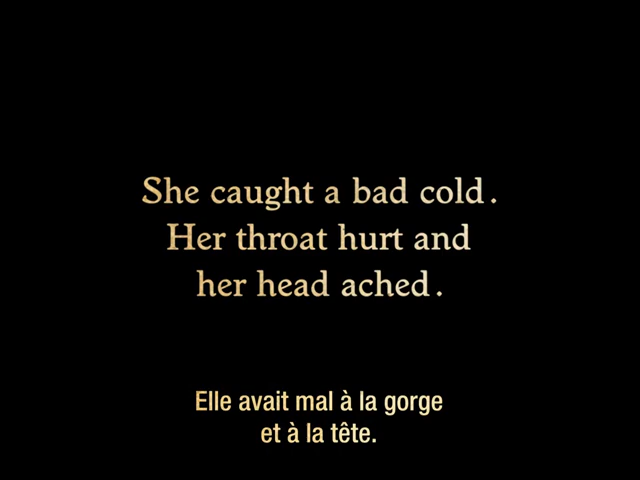 She caught a bad cold.
Her throat hurt and
her head ached.
Elle avait mal à la gorge
et à la tête.